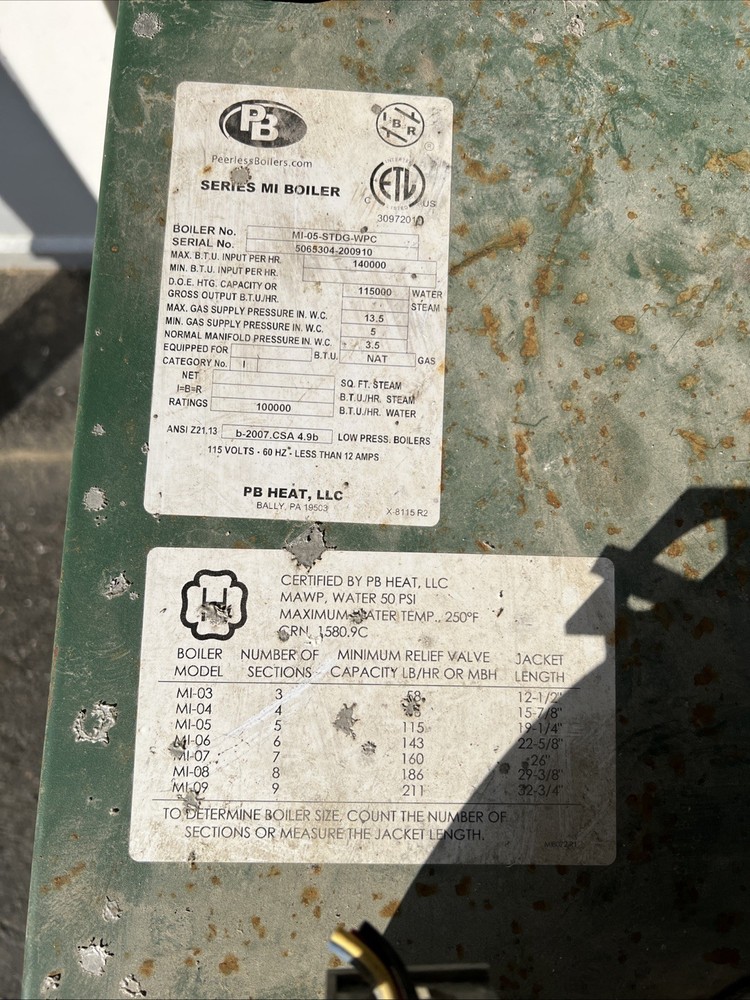 PB
IBR
®
PeerlessBoilers.com
SERIES MI BOILER
ETL
C US
LISTED
30972010
BOILER No. MI-05-STDG-WPC
SERIAL No. 5065304-200910
MAX. B.T.U. INPUT PER HR. 140000
MIN. B.T.U. INPUT PER HR.
D.O.E. HTG. CAPACITY OR 115000 WATER
GROSS OUTPUT B.T.U./HR. STEAM
MAX. GAS SUPPLY PRESSURE IN. W.C. 13.5
MIN. GAS SUPPLY PRESSURE IN. W.C. 5
NORMAL MANIFOLD PRESSURE IN. W.C. 3.5
EQUIPPED FOR B.T.U. NAT GAS
CATEGORY No. I
NET SQ. FT. STEAM
I=B=R B.T.U./HR. STEAM
RATINGS 100000 B.T.U./HR. WATER
ANSI Z21.13 b-2007.CSA 4.9b LOW PRESS. BOILERS
115 VOLTS - 60 HZ - LESS THAN 12 AMPS
PB HEAT, LLC
BALLY, PA 19503
X-8115 R2
H
CERTIFIED BY PB HEAT, LLC
MAWP, WATER 50 PSI
MAXIMUM WATER TEMP., 250°F
CRN 1580.9C
BOILER MODEL NUMBER OF SECTIONS MINIMUM RELIEF VALVE CAPACITY LB/HR OR MBH JACKET LENGTH
MI-03 3 58 12-1/2"
MI-04 4 15-7/8"
MI-05 5 115 19-1/4"
MI-06 6 143 22-5/8"
MI-07 7 160 26"
MI-08 8 186 29-3/8"
MI-09 9 211 32-3/4"
TO DETERMINE BOILER SIZE, COUNT THE NUMBER OF
SECTIONS OR MEASURE THE JACKET LENGTH.